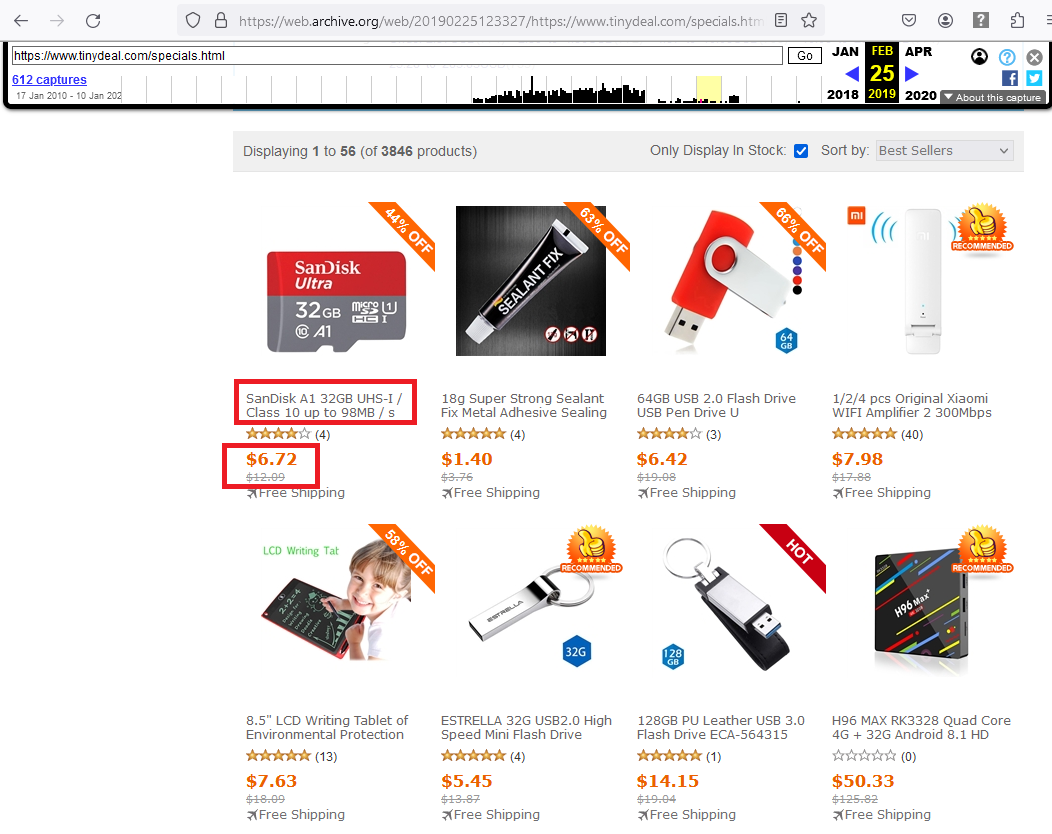 https://web.archive.org/web/20190225123327/https://www.tinydeal.com/specials.htm
https://www.tinydeal.com/specials.html
Go
JAN FEB APR
25
2018 2019 2020
612 captures
17 Jan 2010 - 10 Jan 202
About this capture
Displaying 1 to 56 (of 3846 products)
Only Display In Stock:
Sort by: Best Sellers
44% OFF
SanDisk
Ultra
32GB micro SD HC I U1
10 A1
63% OFF
SEALANT FIX
66% OFF
64 GB
mi
RECOMMENDED
SanDisk A1 32GB UHS-I /
Class 10 up to 98MB / s
(4)
$6.72
$12.09
Free Shipping
18g Super Strong Sealant
Fix Metal Adhesive Sealing
(4)
$1.40
$3.76
Free Shipping
64GB USB 2.0 Flash Drive
USB Pen Drive U
(3)
$6.42
$19.08
Free Shipping
1/2/4 pcs Original Xiaomi
WIFI Amplifier 2 300Mbps
(40)
$7.98
$17.88
Free Shipping
LCD Writing Tat
58% OFF
2+2=4
ESTRELLA
32G
RECOMMENDED
128 GB
HOT
H96 Max+
RECOMMENDED
8.5" LCD Writing Tablet of
Environmental Protection
(13)
$7.63
$18.09
Free Shipping
ESTRELLA 32G USB2.0 High
Speed Mini Flash Drive
(4)
$5.45
$13.87
Free Shipping
128GB PU Leather USB 3.0
Flash Drive ECA-564315
(1)
$14.15
$19.04
Free Shipping
H96 MAX RK3328 Quad Core
4G + 32G Android 8.1 HD
(0)
$50.33
$125.82
Free Shipping